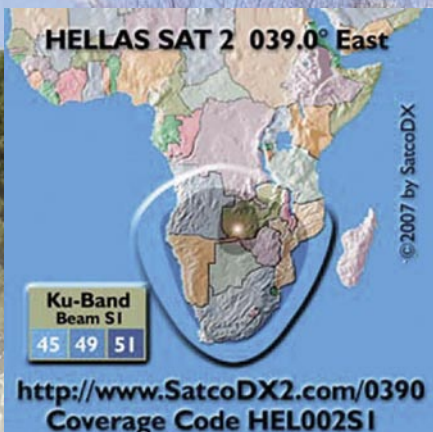 HELLAS SAT 2 039.0° East
©2007 by SatcoDX
Ku-Band
Beam S1
45 49 51
http://www.SatcoDX2.com/0390
Coverage Code HEL002S1